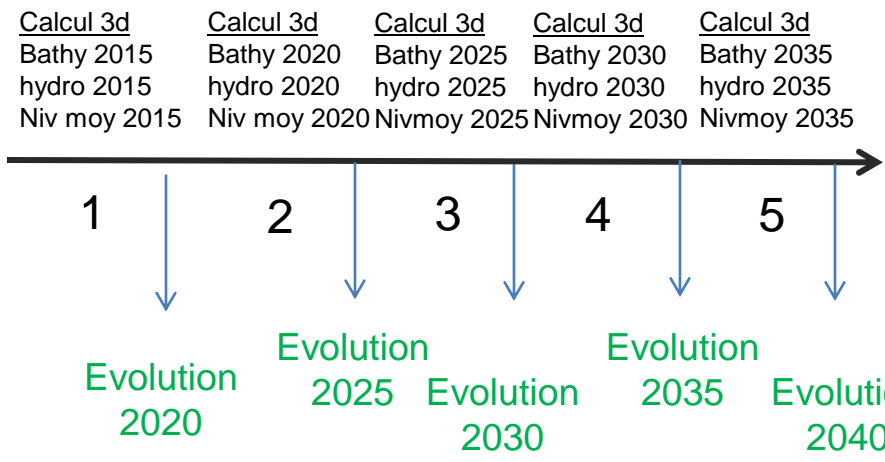 Calcul 3d
Bathy 2015
hydro 2015
Niv moy 2015
Calcul 3d
Bathy 2020
hydro 2020
Niv moy 2020
Calcul 3d
Bathy 2025
hydro 2025
Nivmoy 2025
Calcul 3d
Bathy 2030
hydro 2030
Nivmoy 2030
Calcul 3d
Bathy 2035
hydro 2035
Nivmoy 2035
1
2
3
4
5
Evolution
2020
Evolution
2025
Evolution
2030
Evolution
2035
Evoluti
2040